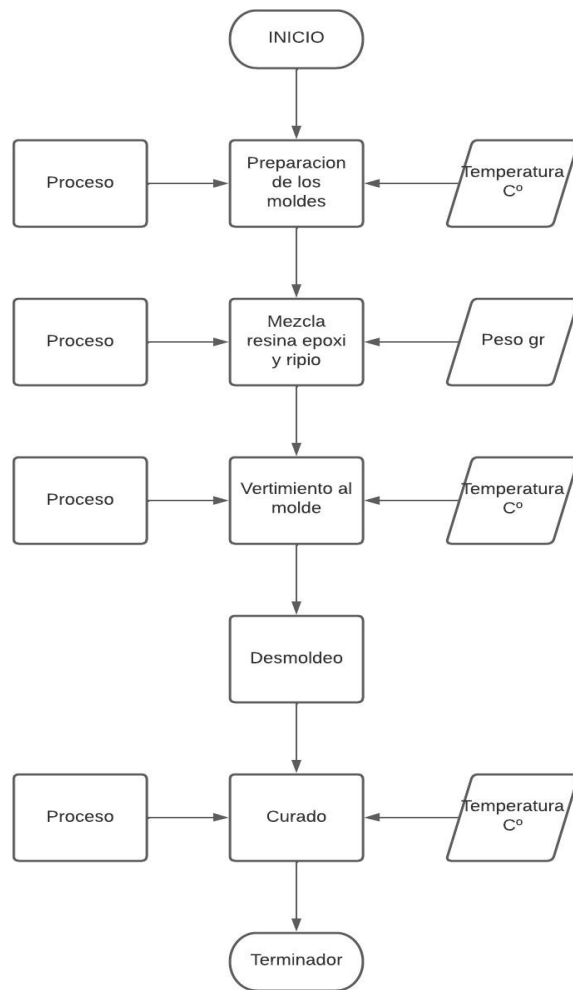 INICIO
Proceso
Preparacion
de los
moldes
Temperatura
Cº
Proceso
Mezcla
resina epoxi
y ripio
Peso gr
Proceso
Vertimiento al
molde
Temperatura
Cº
Desmoldeo
Proceso
Curado
Temperatura
Cº
Terminador